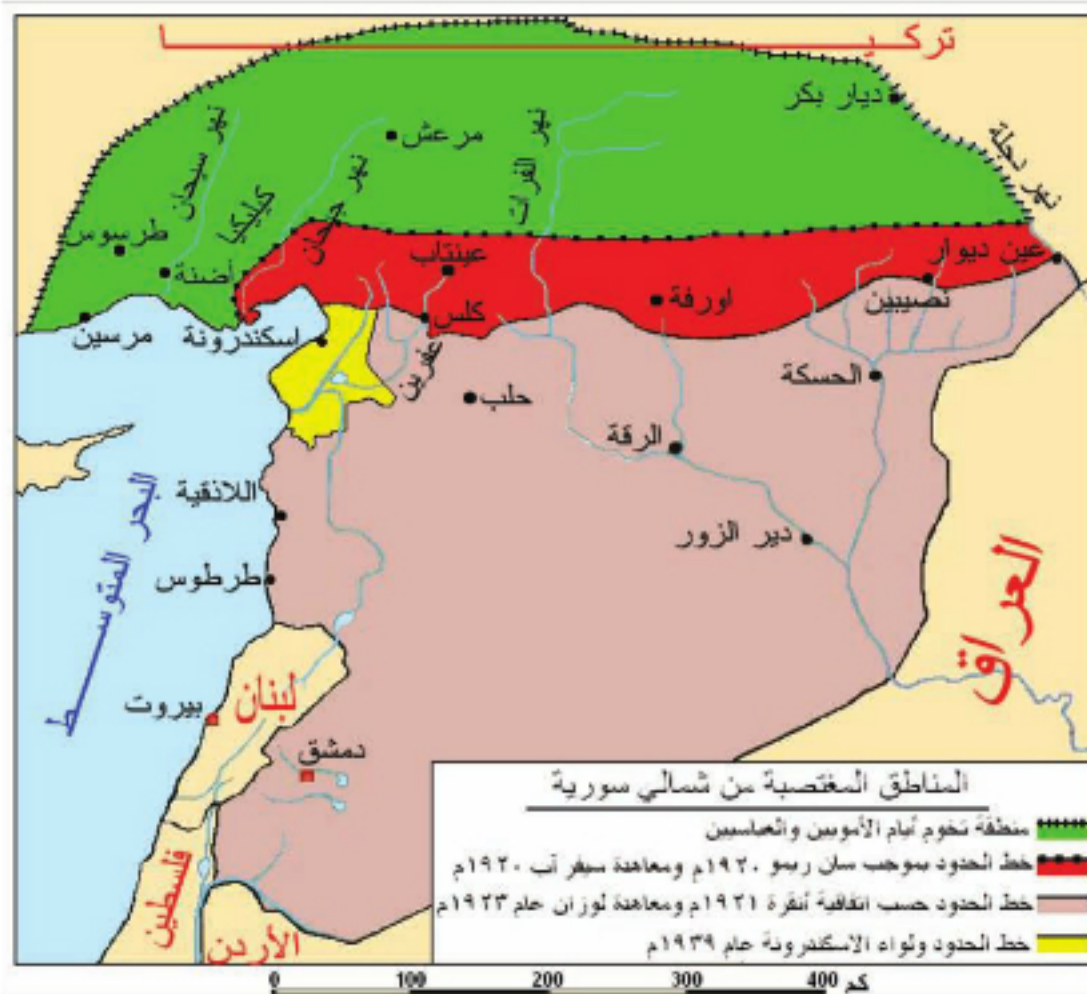 تركيا
ديار بكر
نهر دجلة
مرعش
نهر الفرات
نهر سيحان
كيليكيا
نهر جيحان
طرسوس
أضنة
مرسين
اسكندرونة
عينتاب
كلس
اورفة
نصيبين
عين ديوار
عفرين
حلب
الحسكة
الرقة
دير الزور
اللاذقية
طرطوس
البحر المتوسط
العراق
لبنان
بيروت
دمشق
فلسطين
الأردن
المناطق المغتصبة من شمالي سورية
منطقة تخوم أيام الأمويين والعباسيين
خط الحدود بموجب سان ريمو ١٩٢٠م ومعاهدة سيفر آب ١٩٢٠م
خط الحدود حسب اتفاقية أنقرة ١٩٢١م ومعاهدة لوزان عام ١٩٢٣م
خط الحدود ولواء الاسكندرونة عام ١٩٣٩م
0 100 200 300 400 كم